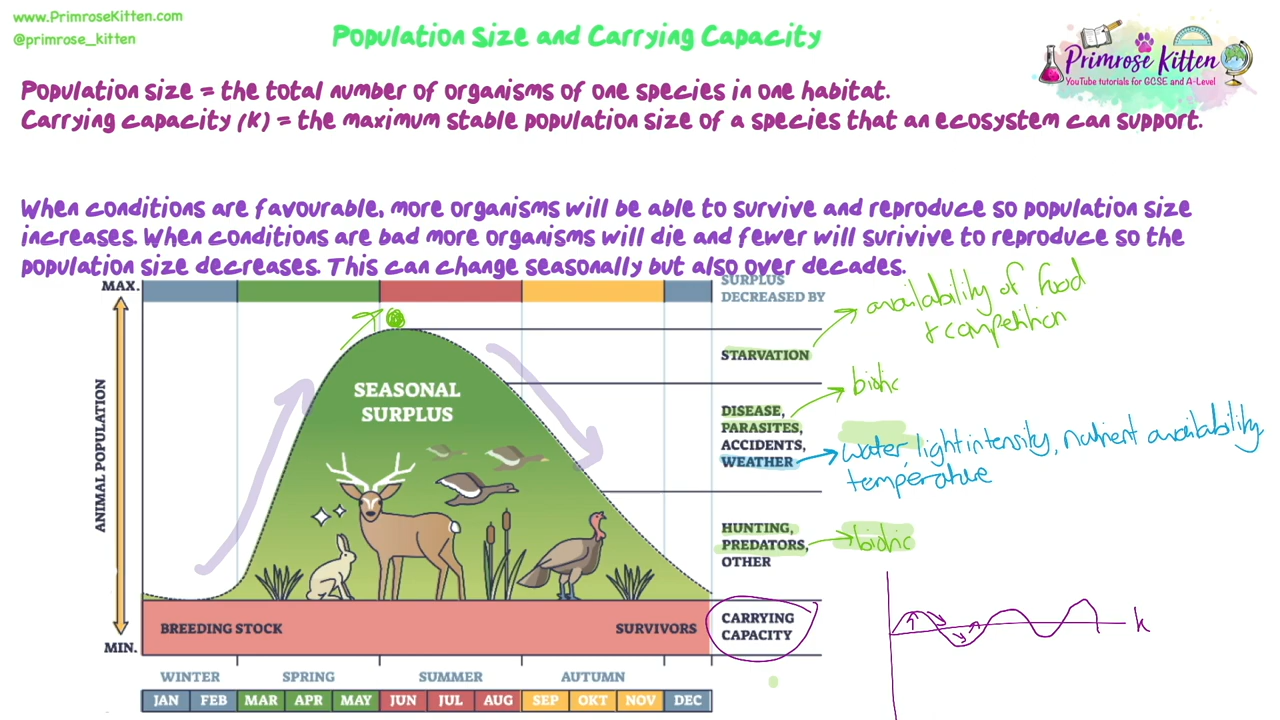 www.PrimroseKitten.com
@primrose_kitten
Population Size and Carrying Capacity
Primrose Kitten
YouTube tutorials for GCSE and A-Level
Population size = the total number of organisms of one species in one habitat.
Carrying capacity (K) = the maximum stable population size of a species that an ecosystem can support.
When conditions are favourable, more organisms will be able to survive and reproduce so population size
increases. When conditions are bad more organisms will die and fewer will surivive to reproduce so the
population size decreases. This can change seasonally but also over decades.
MAX.
ANIMAL POPULATION
MIN.
SEASONAL
SURPLUS
BREEDING STOCK
SURVIVORS
SURPLUS
DECREASED BY
STARVATION
availability of food
& competition
DISEASE,
PARASITES,
ACCIDENTS,
WEATHER
biotic
water, light intensity, nutrient availability,
temperature
HUNTING,
PREDATORS,
OTHER
biotic
CARRYING
CAPACITY
K
WINTER SPRING SUMMER AUTUMN
JAN FEB MAR APR MAY JUN JUL AUG SEP OKT NOV DEC